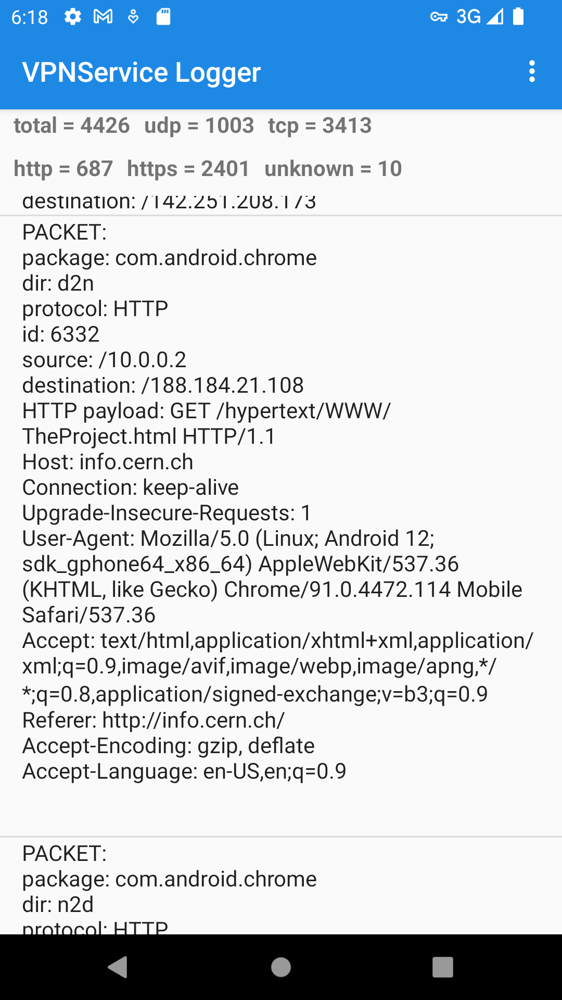 6:18
3G
VPNService Logger
total = 4426 udp = 1003 tcp = 3413
http = 687 https = 2401 unknown = 10
destination: /142.251.208.173
PACKET:
package: com.android.chrome
dir: d2n
protocol: HTTP
id: 6332
source: /10.0.0.2
destination: /188.184.21.108
HTTP payload: GET /hypertext/WWW/
TheProject.html HTTP/1.1
Host: info.cern.ch
Connection: keep-alive
Upgrade-Insecure-Requests: 1
User-Agent: Mozilla/5.0 (Linux; Android 12;
sdk_gphone64_x86_64) AppleWebKit/537.36
(KHTML, like Gecko) Chrome/91.0.4472.114 Mobile
Safari/537.36
Accept: text/html,application/xhtml+xml,application/
xml;q=0.9,image/avif,image/webp,image/apng,*/
*;q=0.8,application/signed-exchange;v=b3;q=0.9
Referer: http://info.cern.ch/
Accept-Encoding: gzip, deflate
Accept-Language: en-US,en;q=0.9
PACKET:
package: com.android.chrome
dir: n2d
protocol: HTTP